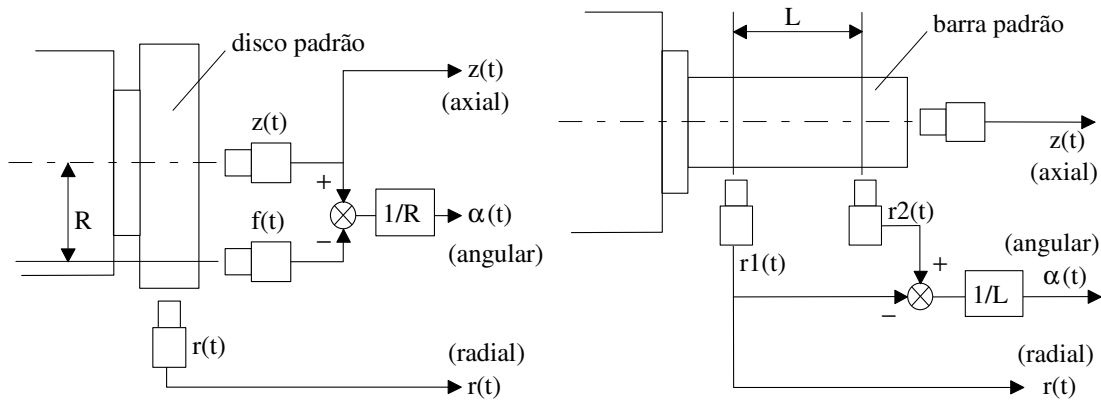 disco padrão
z(t)
(axial)
z(t)
+
R
1/R
α(t)
f(t)
−
(angular)
r(t)
(radial)
r(t)
L
barra padrão
z(t)
(axial)
r2(t)
r1(t)
(angular)
+
α(t)
1/L
−
(radial)
r(t)